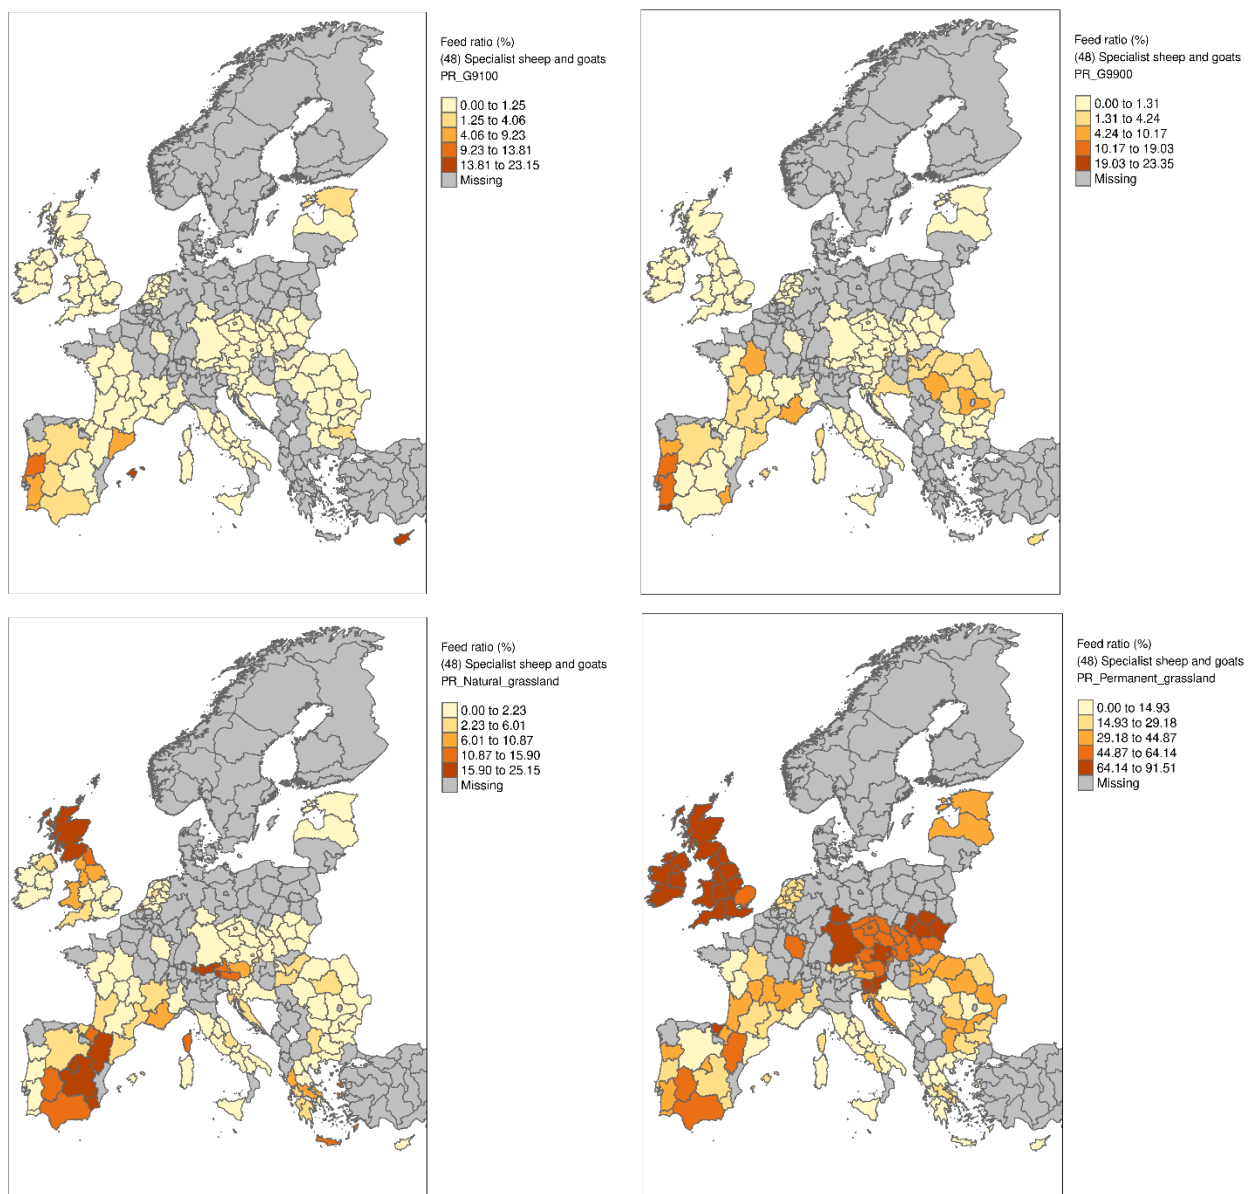 Feed ratio (%)
(48) Specialist sheep and goats
PR_G9100
0.00 to 1.25
1.25 to 4.06
4.06 to 9.23
9.23 to 13.81
13.81 to 23.15
Missing
Feed ratio (%)
(48) Specialist sheep and goats
PR_G9900
0.00 to 1.31
1.31 to 4.24
4.24 to 10.17
10.17 to 19.03
19.03 to 23.35
Missing
Feed ratio (%)
(48) Specialist sheep and goats
PR_Natural_grassland
0.00 to 2.23
2.23 to 6.01
6.01 to 10.87
10.87 to 15.90
15.90 to 25.15
Missing
Feed ratio (%)
(48) Specialist sheep and goats
PR_Permanent_grassland
0.00 to 14.93
14.93 to 29.18
29.18 to 44.87
44.87 to 64.14
64.14 to 91.51
Missing